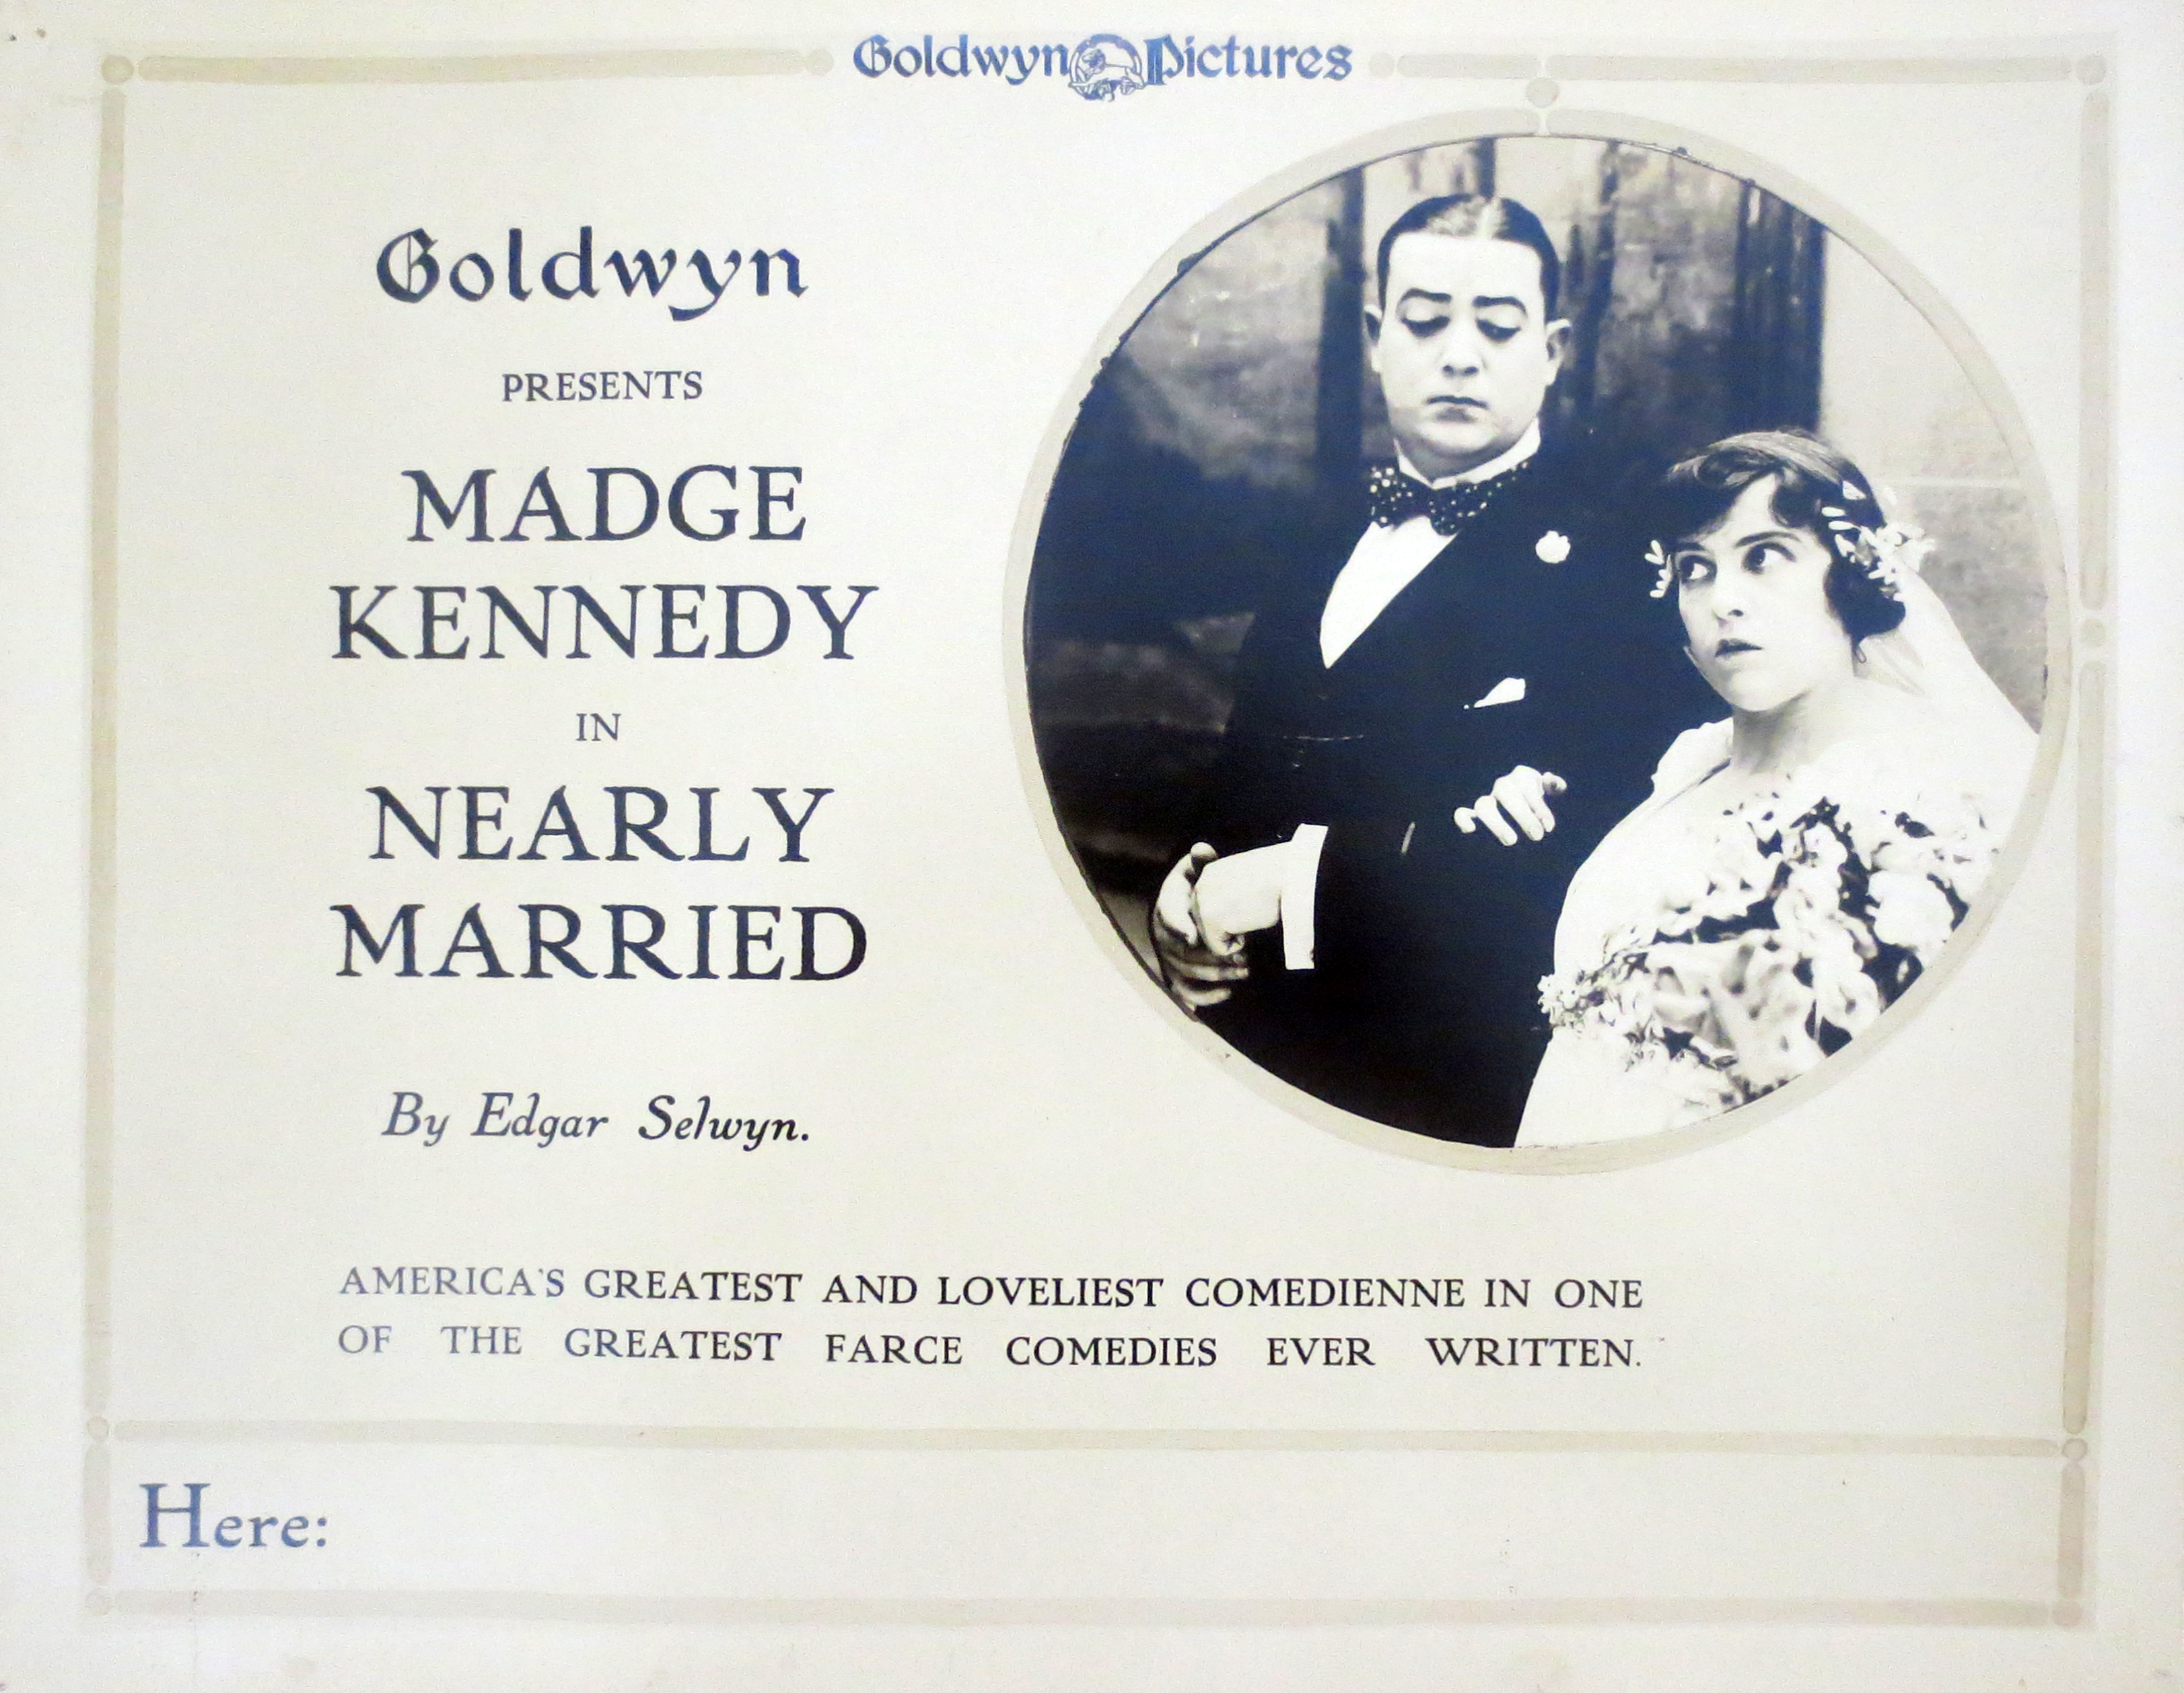 Goldwyn Pictures
Goldwyn
PRESENTS
MADGE
KENNEDY
IN
NEARLY
MARRIED
By Edgar Selwyn.
AMERICA'S GREATEST AND LOVELIEST COMEDIENNE IN ONE
OF THE GREATEST FARCE COMEDIES EVER WRITTEN.
Here: